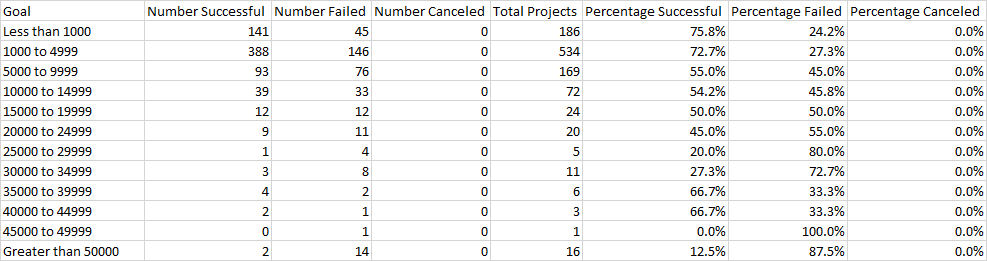 Goal Number Successful Number Failed Number Canceled Total Projects Percentage Successful Percentage Failed Percentage Canceled
Less than 1000 141 45 0 186 75.8% 24.2% 0.0%
1000 to 4999 388 146 0 534 72.7% 27.3% 0.0%
5000 to 9999 93 76 0 169 55.0% 45.0% 0.0%
10000 to 14999 39 33 0 72 54.2% 45.8% 0.0%
15000 to 19999 12 12 0 24 50.0% 50.0% 0.0%
20000 to 24999 9 11 0 20 45.0% 55.0% 0.0%
25000 to 29999 1 4 0 5 20.0% 80.0% 0.0%
30000 to 34999 3 8 0 11 27.3% 72.7% 0.0%
35000 to 39999 4 2 0 6 66.7% 33.3% 0.0%
40000 to 44999 2 1 0 3 66.7% 33.3% 0.0%
45000 to 49999 0 1 0 1 0.0% 100.0% 0.0%
Greater than 50000 2 14 0 16 12.5% 87.5% 0.0%